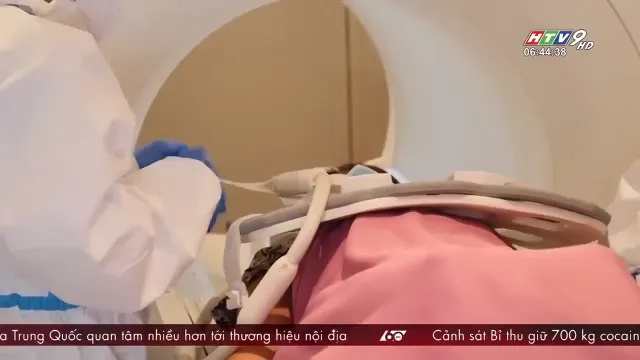 HTV9 HD
06:44:38
a Trung Quốc quan tâm nhiều hơn tới thương hiệu nội địa 60 Cảnh sát Bỉ thu giữ 700 kg cocain